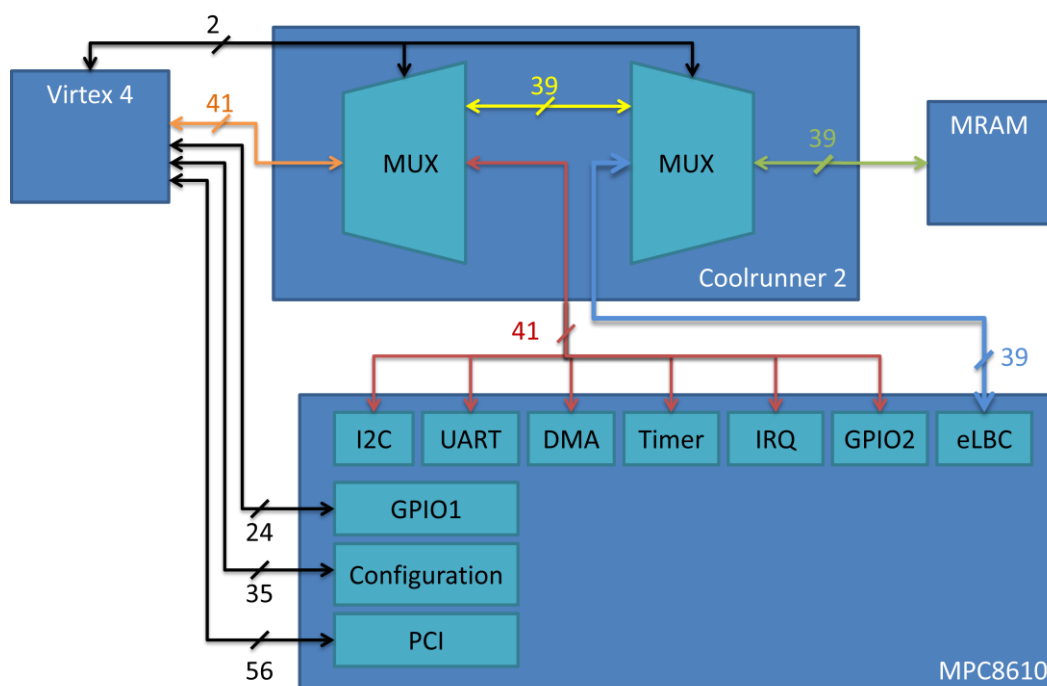 2
Virtex 4
41
39
MUX
MUX
39
MRAM
Coolrunner 2
41
39
I2C
UART
DMA
Timer
IRQ
GPIO2
eLBC
GPIO1
24
Configuration
35
PCI
56
MPC8610